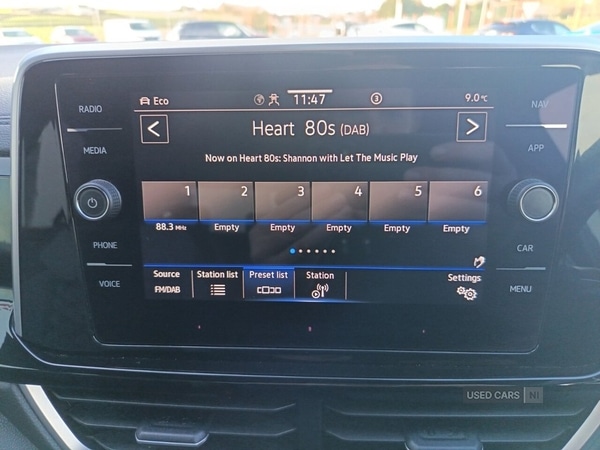 Eco 11:47 3 9.0°C
RADIO NAV
Heart 80s (DAB)
MEDIA APP
Now on Heart 80s: Shannon with Let The Music Play
1 2 3 4 5 6
88.3 MHz Empty Empty Empty Empty Empty
PHONE CAR
VOICE MENU
Source Station list Preset list Station Settings
FM/DAB
USED CARS NI